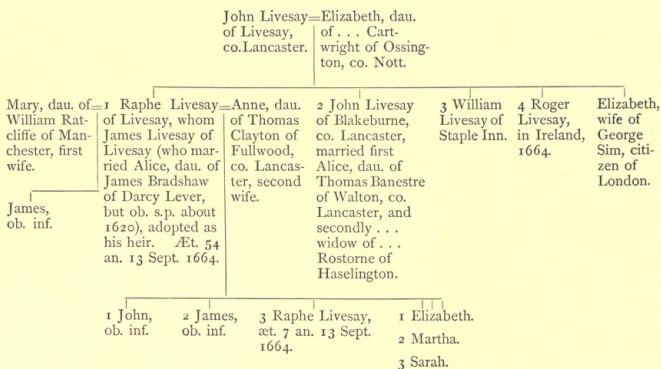 John Livesay=Elizabeth, dau.
of Livesay, of . . . Cart-
co.Lancaster. wright of Ossing-
ton, co. Nott.
Mary, dau. of=
William Rat-
cliffe of Man-
chester, first
wife.
1 Raphe Livesay=
of Livesay, whom
James Livesay of
Livesay (who mar-
ried Alice, dau. of
James Bradshaw
of Darcy Lever,
but ob. s.p. about
1620), adopted as
his heir. Æt. 54
an. 13 Sept. 1664.
Anne, dau.
of Thomas
Clayton of
Fullwood,
co. Lancas-
ter, second
wife.
2 John Livesay
of Blakeburne,
co. Lancaster,
married first
Alice, dau. of
Thomas Banestre
of Walton, co.
Lancaster, and
secondly . . .
widow of . . .
Rostorne of
Haselington.
3 William
Livesay of
Staple Inn.
4 Roger
Livesay,
in Ireland,
1664.
Elizabeth,
wife of
George
Sim, citi-
zen of
London.
James,
ob. inf.
1 John,
ob. inf.
2 James,
ob. inf.
3 Raphe Livesay,
æt. 7 an. 13 Sept.
1664.
1 Elizabeth.
2 Martha.
3 Sarah.